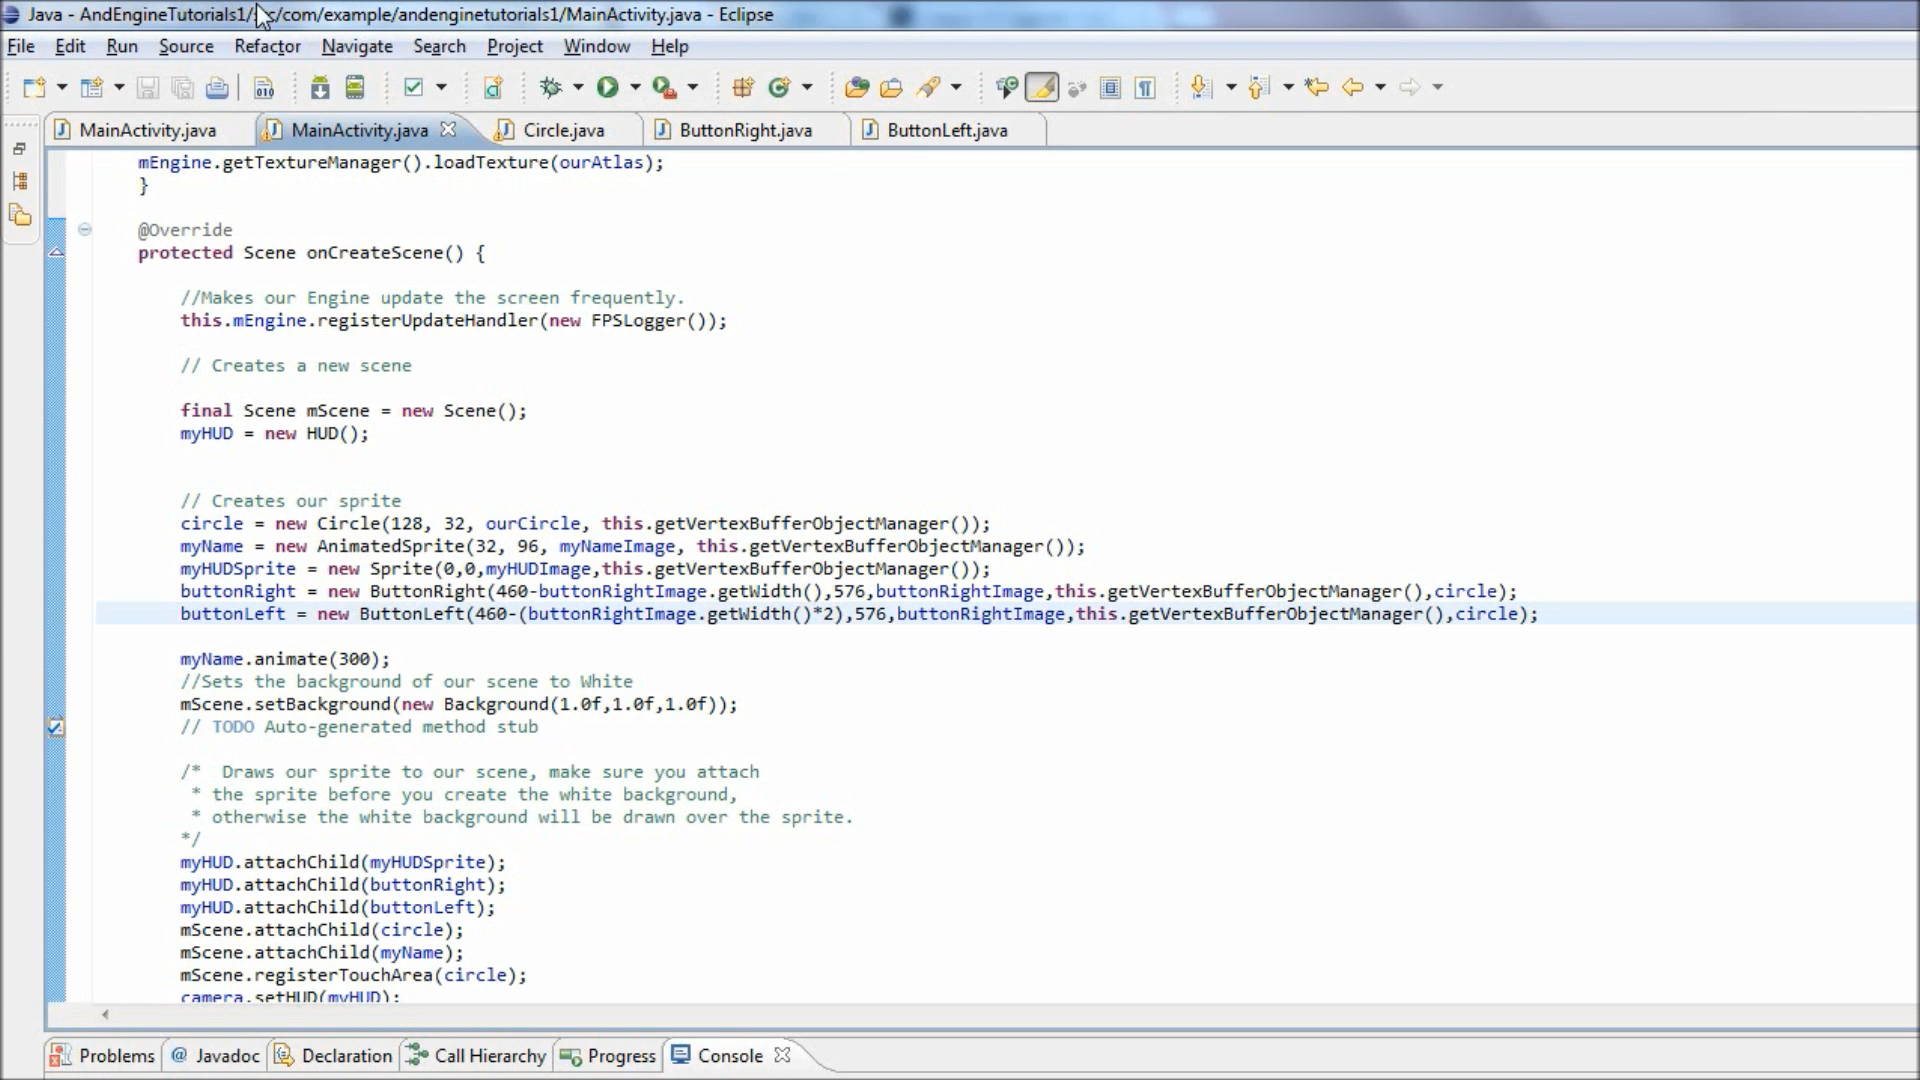 Java - AndEngineTutorials1/src/com/example/andenginetutorials1/MainActivity.java - Eclipse
File Edit Run Source Refactor Navigate Search Project Window Help
MainActivity.java MainActivity.java Circle.java ButtonRight.java ButtonLeft.java
mEngine.getTextureManager().loadTexture(ourAtlas);
}
@Override
protected Scene onCreateScene() {
//Makes our Engine update the screen frequently.
this.mEngine.registerUpdateHandler(new FPSLogger());
// Creates a new scene
final Scene mScene = new Scene();
myHUD = new HUD();
// Creates our sprite
circle = new Circle(128, 32, ourCircle, this.getVertexBufferObjectManager());
myName = new AnimatedSprite(32, 96, myNameImage, this.getVertexBufferObjectManager());
myHUDSprite = new Sprite(0,0,myHUDImage,this.getVertexBufferObjectManager());
buttonRight = new ButtonRight(460-buttonRightImage.getWidth(),576,buttonRightImage,this.getVertexBufferObjectManager(),circle);
buttonLeft = new ButtonLeft(460-(buttonRightImage.getWidth()*2),576,buttonRightImage,this.getVertexBufferObjectManager(),circle);
myName.animate(300);
//Sets the background of our scene to White
mScene.setBackground(new Background(1.0f,1.0f,1.0f));
// TODO Auto-generated method stub
/*  Draws our sprite to our scene, make sure you attach
* the sprite before you create the white background,
* otherwise the white background will be drawn over the sprite.
*/
myHUD.attachChild(myHUDSprite);
myHUD.attachChild(buttonRight);
myHUD.attachChild(buttonLeft);
mScene.attachChild(circle);
mScene.attachChild(myName);
mScene.registerTouchArea(circle);
camera.setHUD(myHUD);
Problems @ Javadoc Declaration Call Hierarchy Progress Console